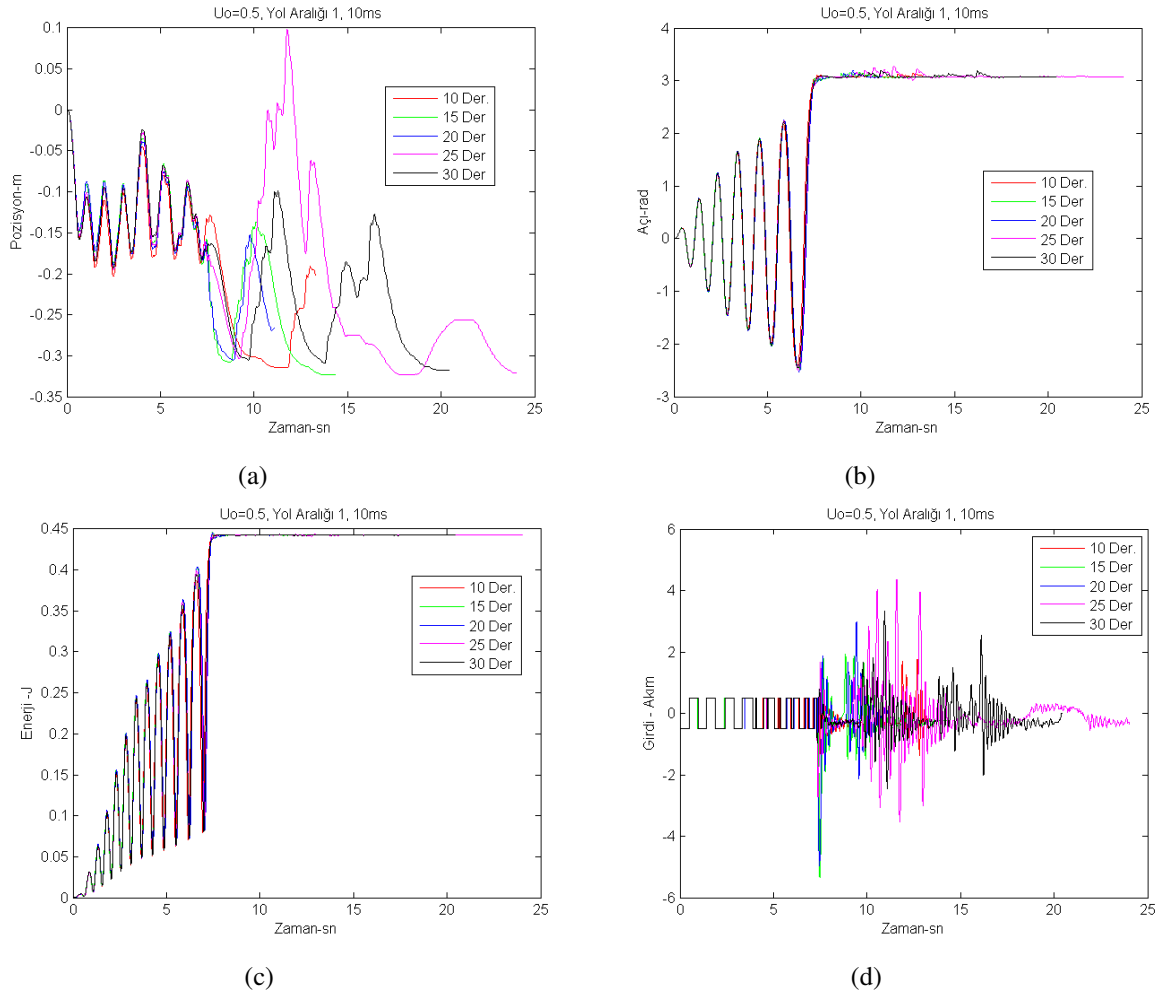 Uo=0.5, Yol Aralığı 1, 10ms
Pozisyon-m
0.1
0.05
0
-0.05
-0.1
-0.15
-0.2
-0.25
-0.3
-0.35
10 Der.
15 Der
20 Der
25 Der
30 Der
0 5 10 15 20 25
Zaman-sn
(a)
Uo=0.5, Yol Aralığı 1, 10ms
Açı-rad
4
3
2
1
0
-1
-2
-3
10 Der.
15 Der
20 Der
25 Der
30 Der
0 5 10 15 20 25
Zaman-sn
(b)
Uo=0.5, Yol Aralığı 1, 10ms
Enerji -J
0.45
0.4
0.35
0.3
0.25
0.2
0.15
0.1
0.05
0
10 Der.
15 Der
20 Der
25 Der
30 Der
0 5 10 15 20 25
Zaman-sn
(c)
Uo=0.5, Yol Aralığı 1, 10ms
Girdi - Akım
6
4
2
0
-2
-4
-6
10 Der.
15 Der
20 Der
25 Der
30 Der
0 5 10 15 20 25
Zaman-sn
(d)